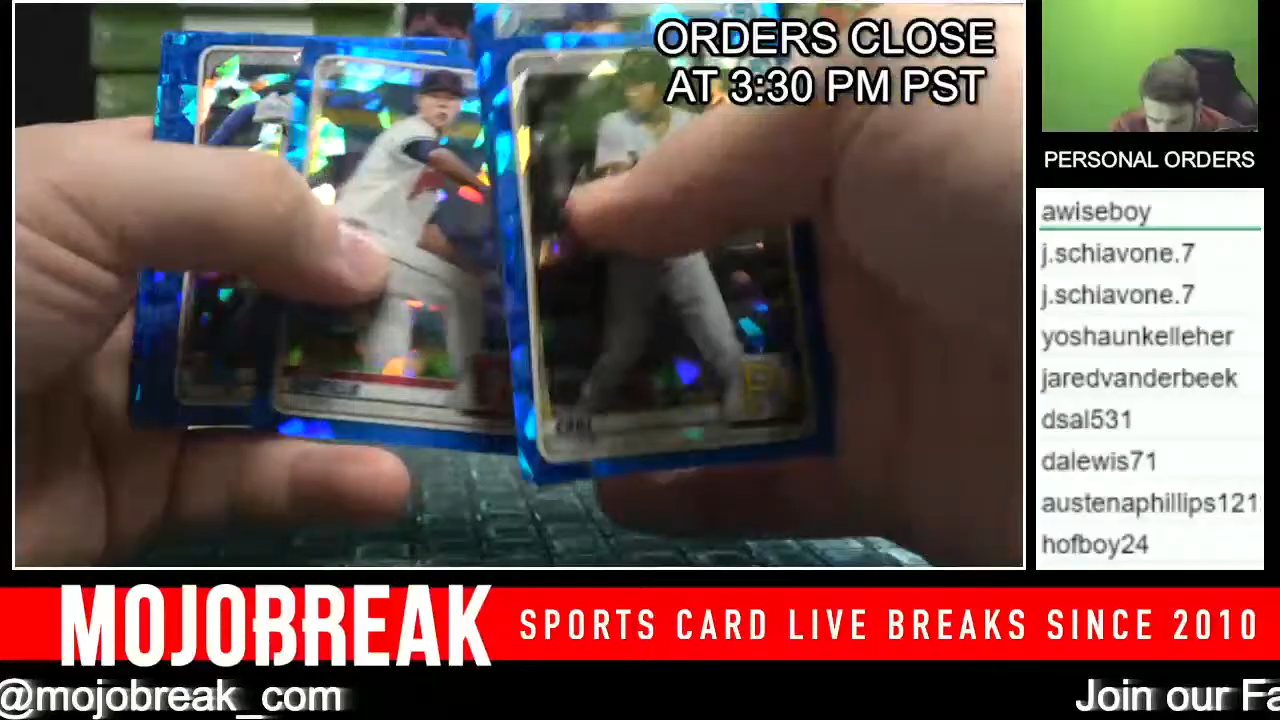 ORDERS CLOSE
AT 3:30 PM PST
PERSONAL ORDERS
awiseboy
j.schiavone.7
j.schiavone.7
yoshaunkelleher
jaredvanderbeek
dsal531
dalewis71
austenaphillips121
hofboy24
MOJOBREAK
SPORTS CARD LIVE BREAKS SINCE 2010
@mojobreak_com
Join our Fa